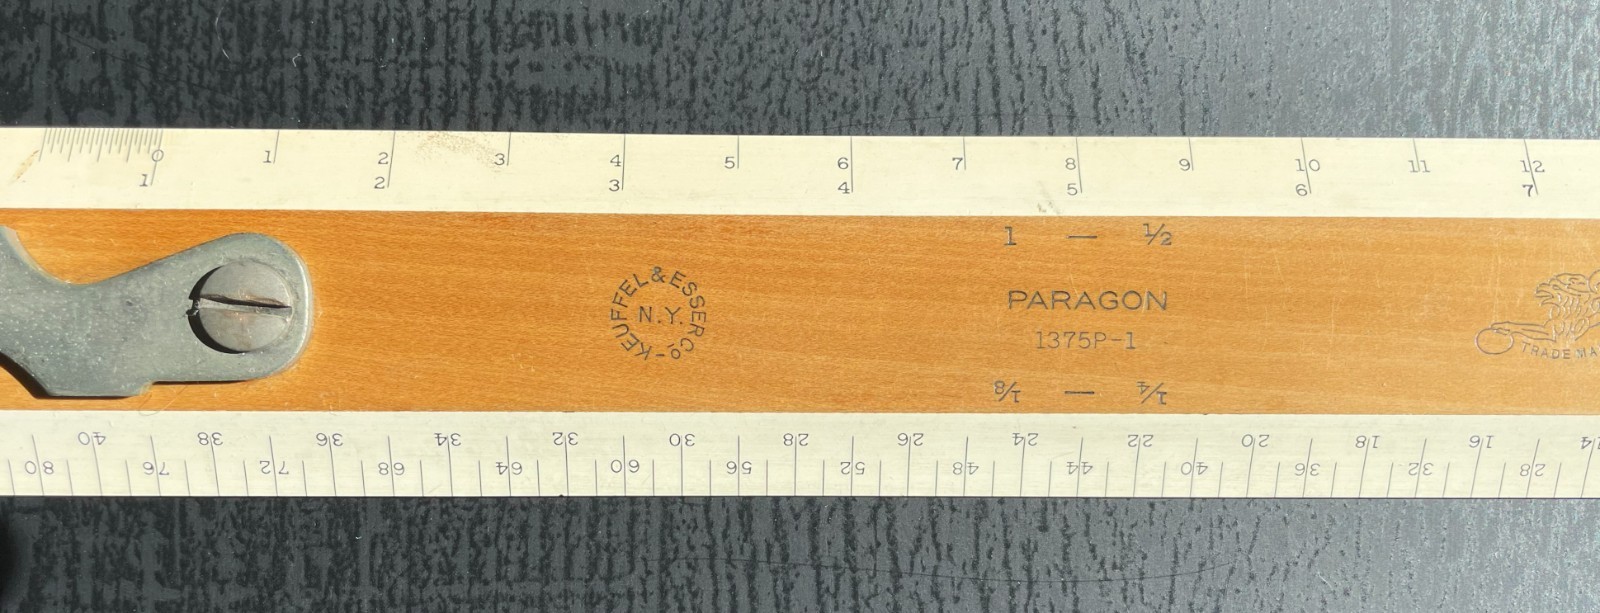 0 1 2 3 4 5 6 7 8 9 10 11 12
1 2 3 4 5 6 7
1 — ½
KEUFFEL & ESSER CO.
N.Y.
PARAGON
1375P-1
TRADE MA
⅛ — ¼
40 38 36 34 32 30 28 26 24 22 20 18 16 14
80 76 72 68 64 60 56 52 48 44 40 36 32 28